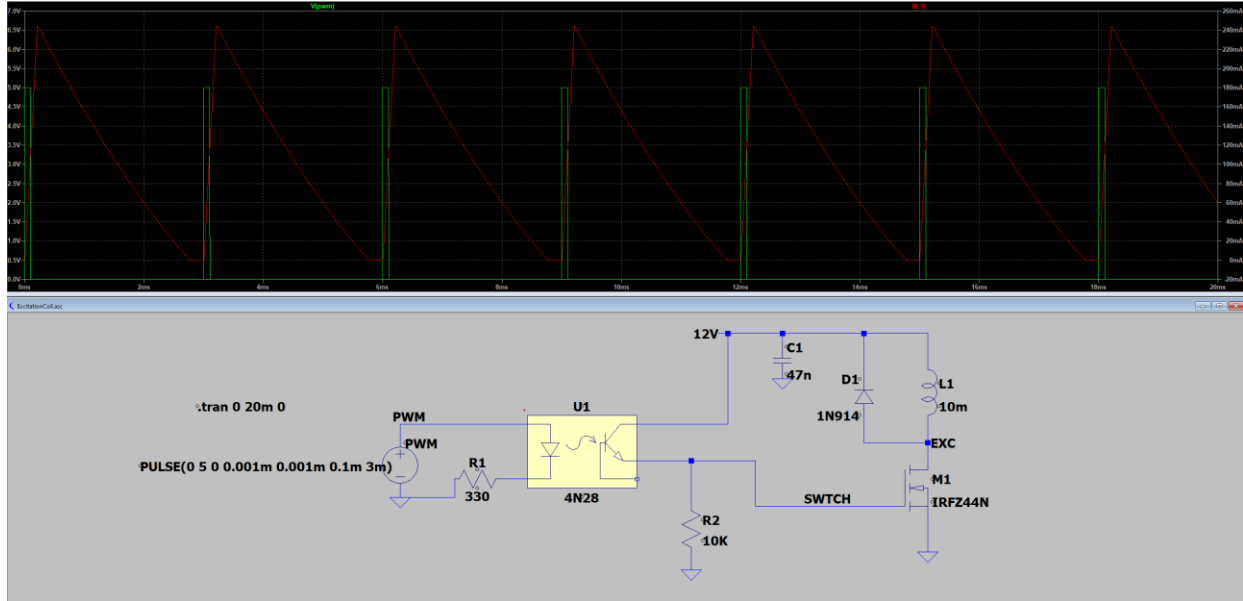 V(pwm) I(L1)
7.0V 260mA
6.5V 240mA
6.0V 220mA
5.5V 200mA
5.0V 180mA
4.5V 160mA
4.0V 140mA
3.5V 120mA
3.0V 100mA
2.5V 80mA
2.0V 60mA
1.5V 40mA
1.0V 20mA
0.5V 0mA
0.0V -20mA
0ms 2ms 4ms 6ms 8ms 10ms 12ms 14ms 16ms 18ms 20ms
ExcitationCoil.asc
12V
C1
47n
D1
1N914
L1
10m
.tran 0 20m 0
U1
PWM
PWM
EXC
PULSE(0 5 0 0.001m 0.001m 0.1m 3m)
R1
330
4N28
SWTCH
M1
IRFZ44N
R2
10K